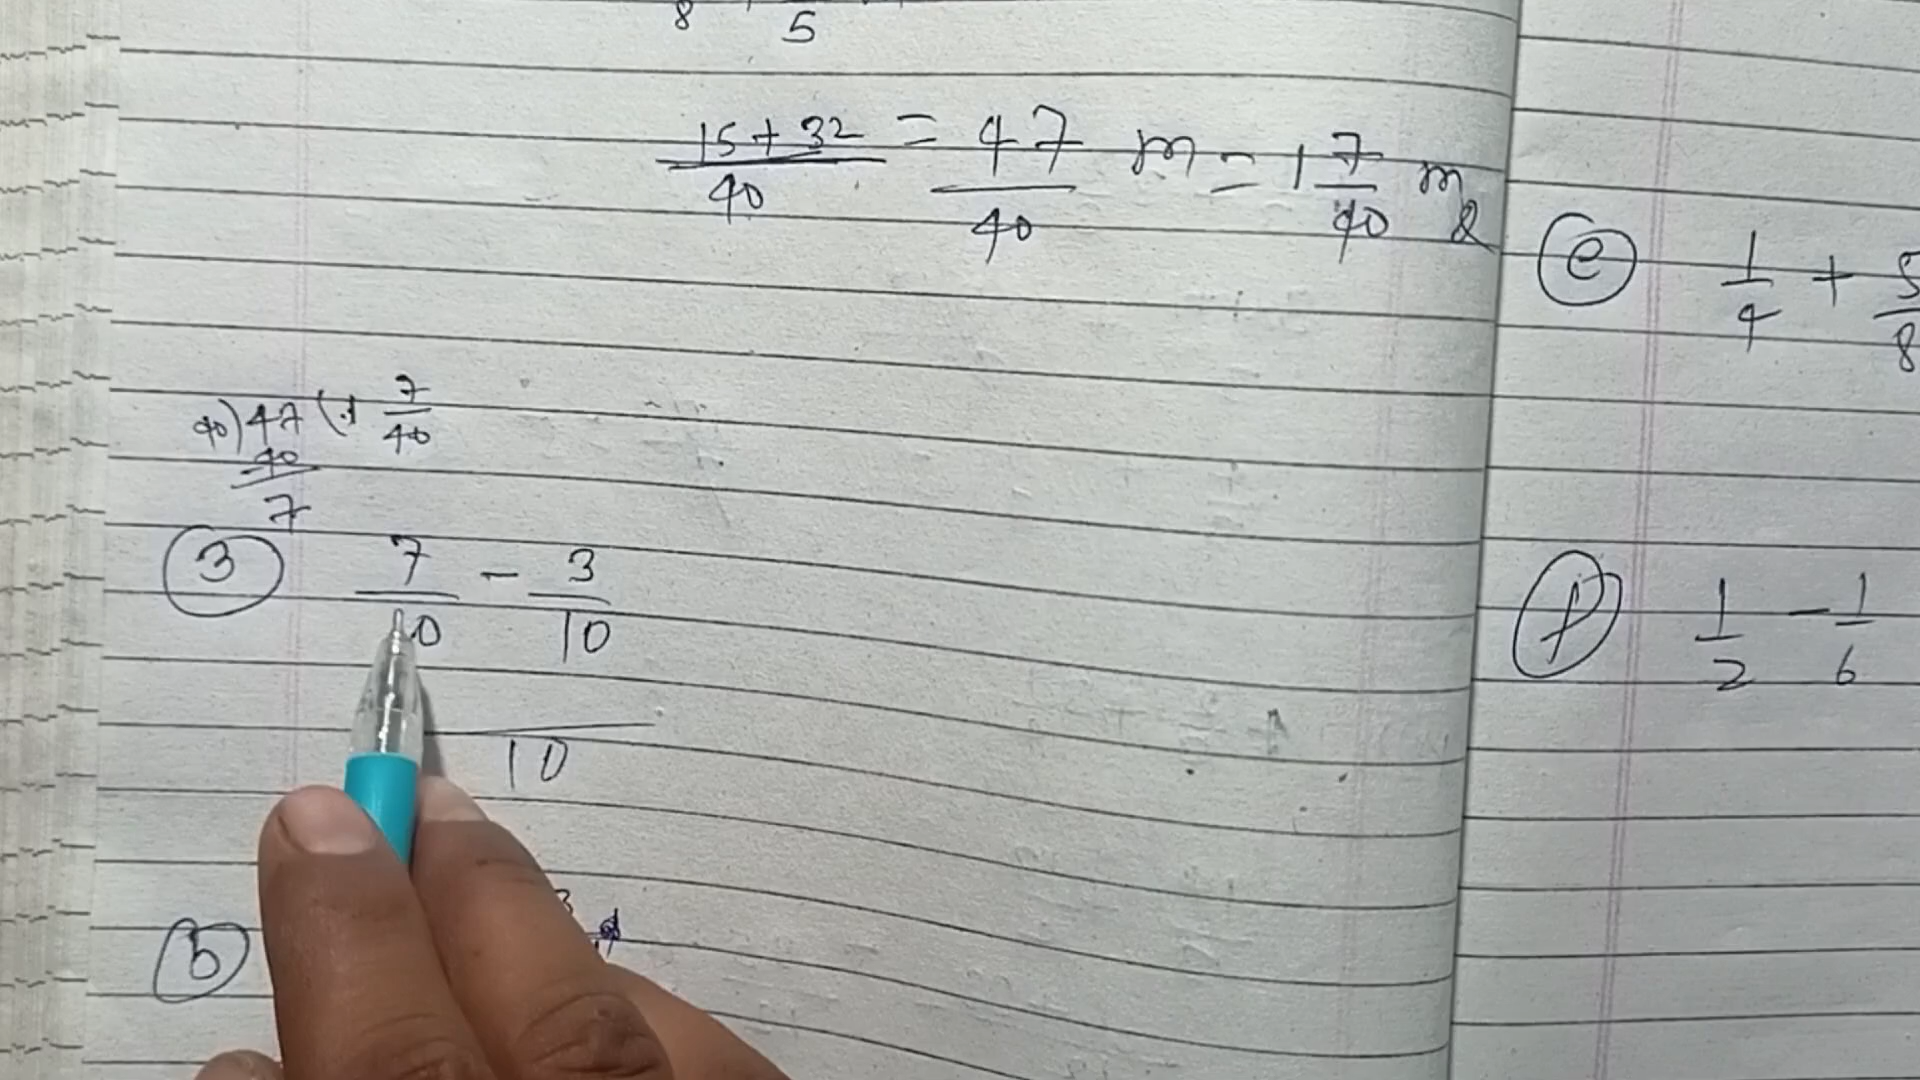 8 5
15 + 32 / 40 = 47 / 40 m = 1 7/40 m
40) 47 ( 1 7/40
40
7
3 7/10 - 3/10
10
b 3
e 1/4 + 5/8
f 1/2 - 1/6